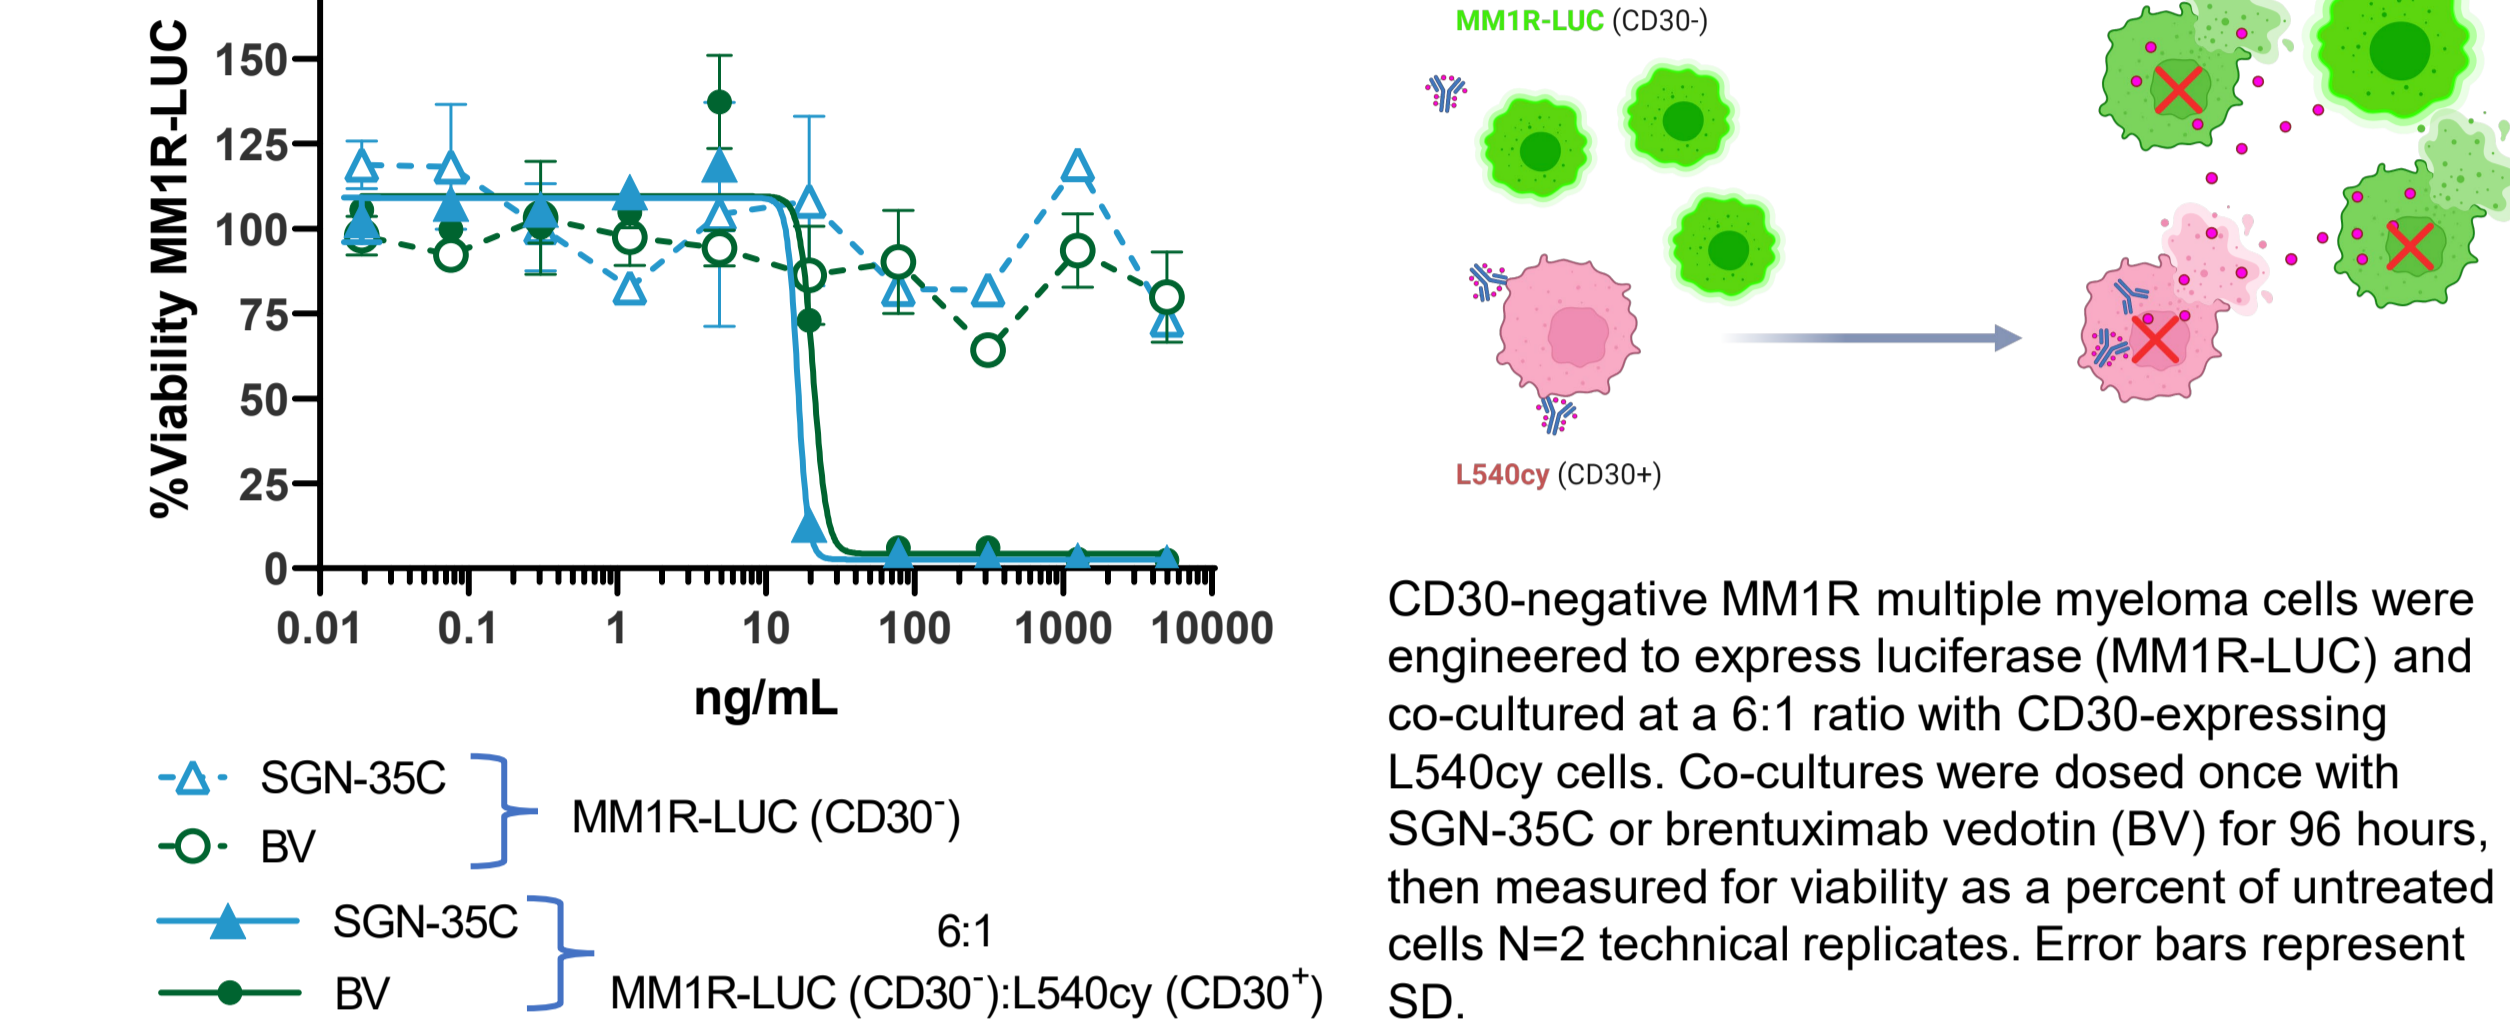 %Viability MM1R-LUC
150
125
100
75
50
25
0
0.01 0.1 1 10 100 1000 10000
ng/mL
SGN-35C
BV
MM1R-LUC (CD30⁻)
SGN-35C
BV
6:1
MM1R-LUC (CD30⁻):L540cy (CD30⁺)
MM1R-LUC (CD30-)
L540cy (CD30+)
CD30-negative MM1R multiple myeloma cells were
engineered to express luciferase (MM1R-LUC) and
co-cultured at a 6:1 ratio with CD30-expressing
L540cy cells. Co-cultures were dosed once with
SGN-35C or brentuximab vedotin (BV) for 96 hours,
then measured for viability as a percent of untreated
cells N=2 technical replicates. Error bars represent
SD.